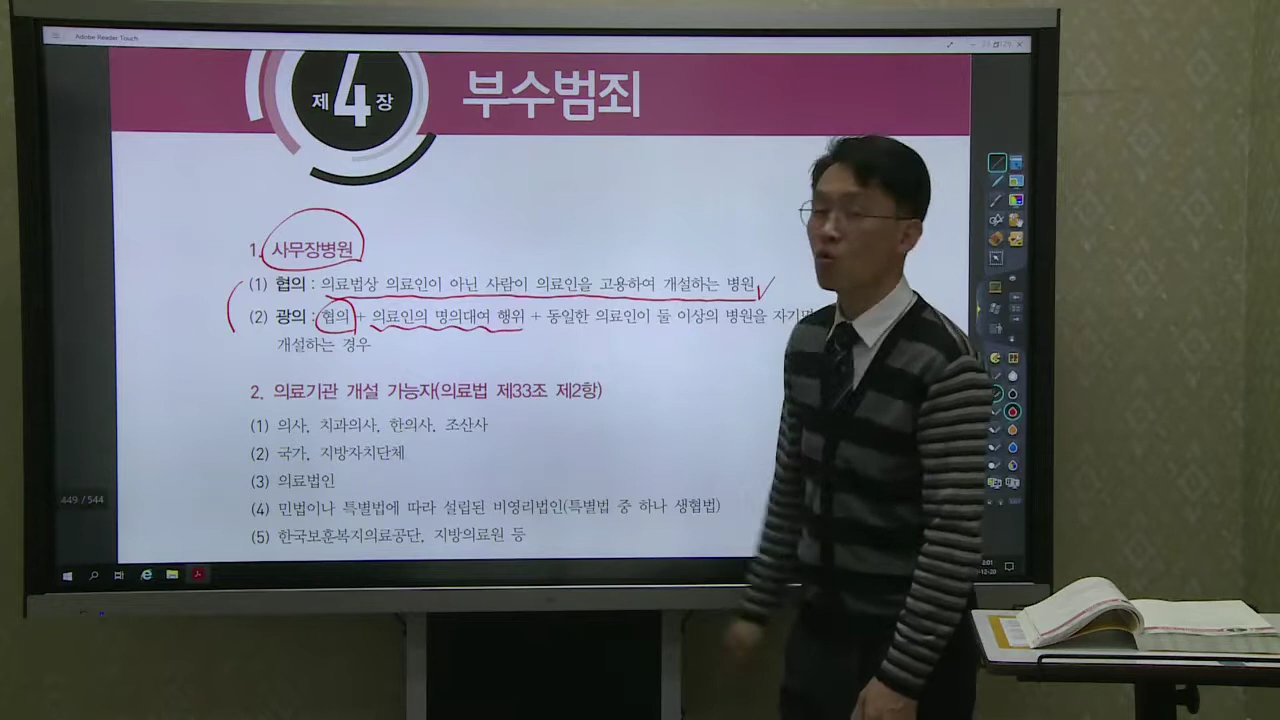 Adobe Reader Touch
제4장 부수범죄
1. 사무장병원
(1) 협의 : 의료법상 의료인이 아닌 사람이 의료인을 고용하여 개설하는 병원
(2) 광의 : 협의 + 의료인의 명의대여 행위 + 동일한 의료인이 둘 이상의 병원을
개설하는 경우
2. 의료기관 개설 가능자(의료법 제33조 제2항)
(1) 의사, 치과의사, 한의사, 조산사
(2) 국가, 지방자치단체
(3) 의료법인
449 / 544
(4) 민법이나 특별법에 따라 설립된 비영리법인(특별법 중 하나 생협법)
(5) 한국보훈복지의료공단, 지방의료원 등
2:01
-12-20